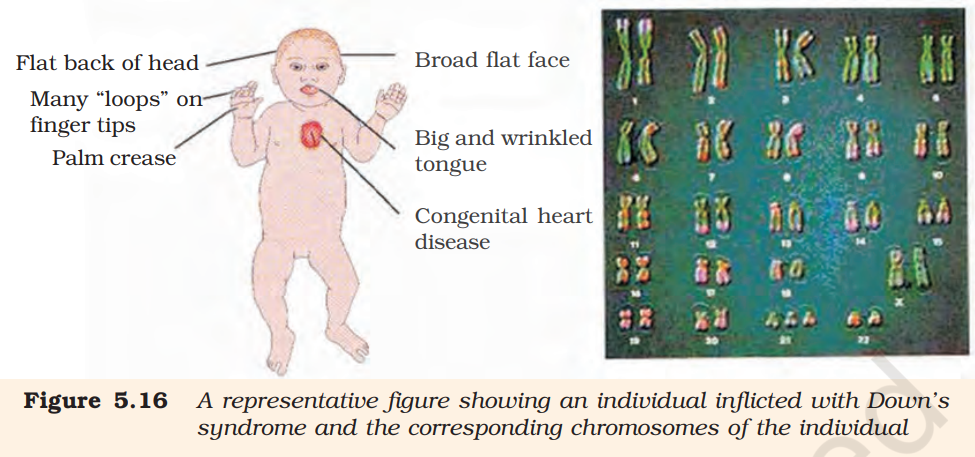 Flat back of head
Many “loops” on
finger tips
Palm crease
Broad flat face
Big and wrinkled
tongue
Congenital heart
disease
1 2 3 4 5
6 7 8 9 10
11 12 13 14 15
16 17 18 X
19 20 21 22
Figure 5.16 A representative figure showing an individual inflicted with Down’s
syndrome and the corresponding chromosomes of the individual
ed